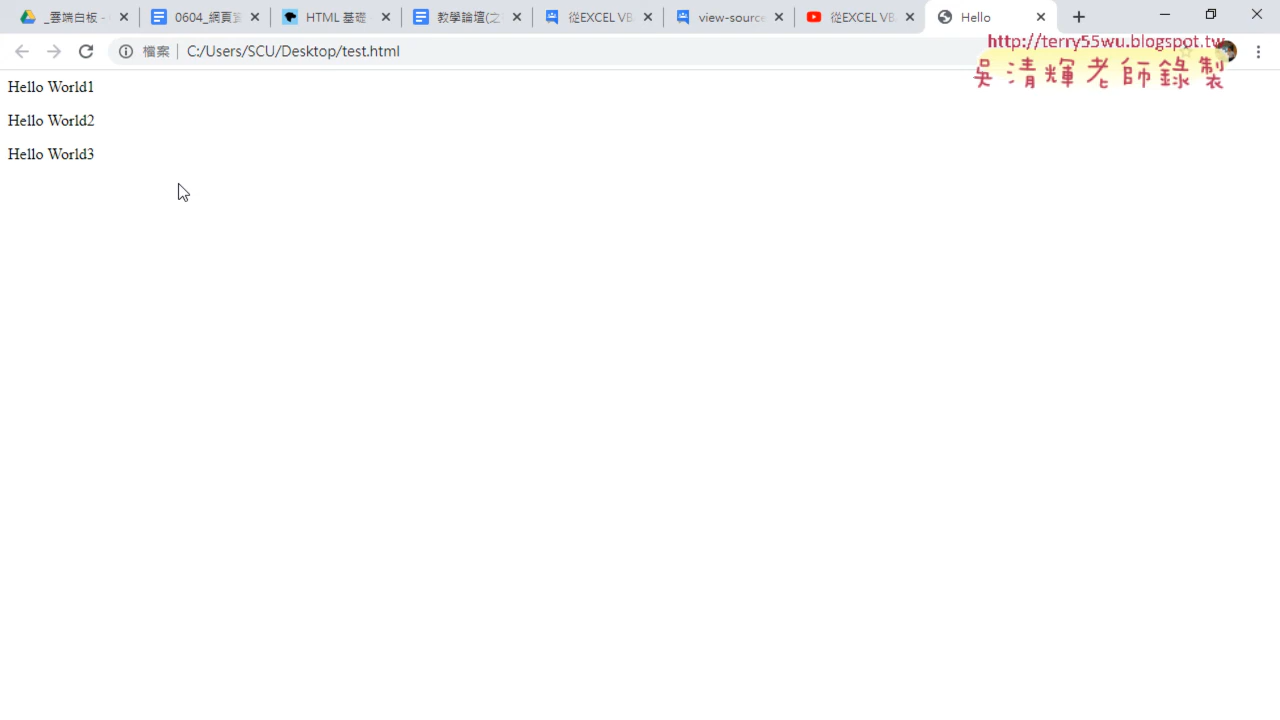 _雲端白板 -
0604_網頁
HTML 基礎
教學論壇(之
從EXCEL VB
view-source
從EXCEL VB
Hello
檔案
C:/Users/SCU/Desktop/test.html
http://terry55wu.blogspot.tw
吳清輝老師錄製
Hello World1
Hello World2
Hello World3